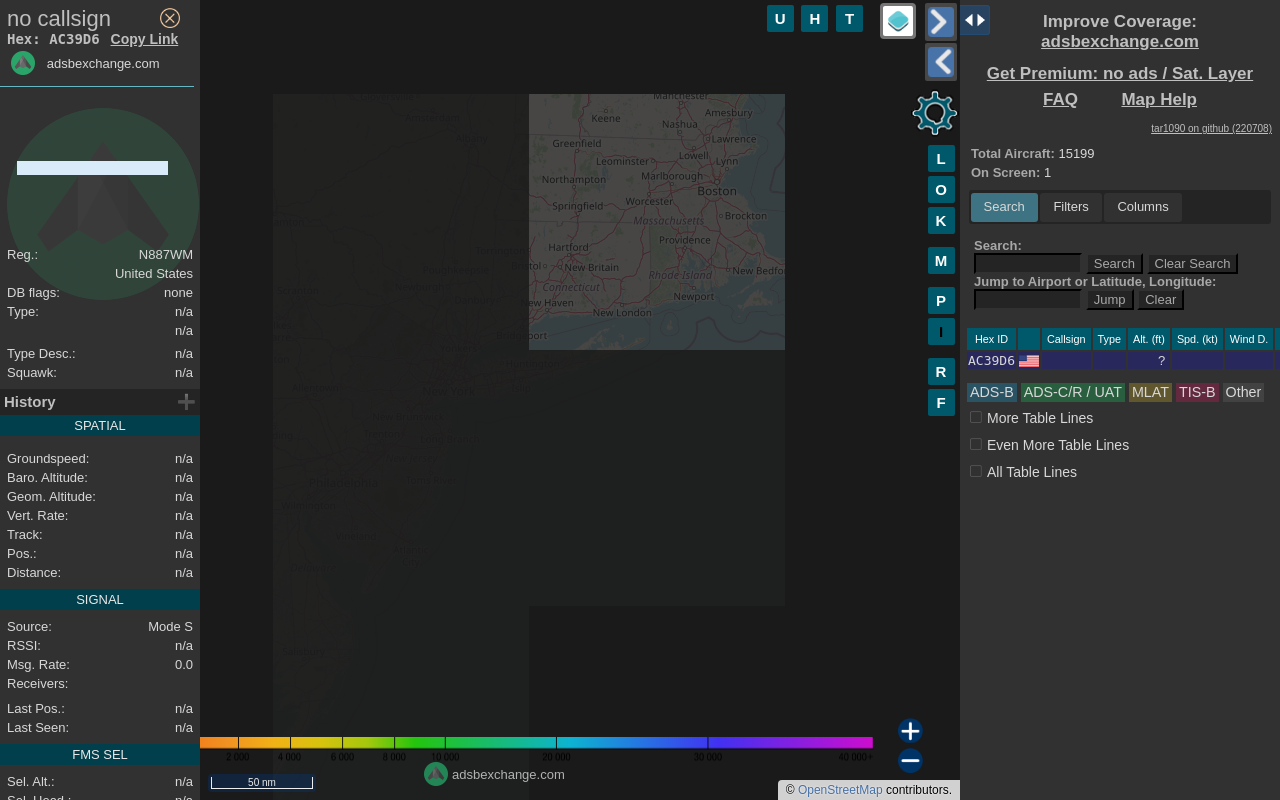 no callsign
Hex: AC39D6 Copy Link
adsbexchange.com
Reg.: N887WM
United States
DB flags: none
Type: n/a
n/a
Type Desc.: n/a
Squawk: n/a
History
SPATIAL
Groundspeed: n/a
Baro. Altitude: n/a
Geom. Altitude: n/a
Vert. Rate: n/a
Track: n/a
Pos.: n/a
Distance: n/a
SIGNAL
Source: Mode S
RSSI: n/a
Msg. Rate: 0.0
Receivers:
Last Pos.: n/a
Last Seen: n/a
FMS SEL
Sel. Alt.: n/a
Sel. Head.: n/a
U H T
L
O
K
M
P
I
R
F
Manchester
Keene
Amesbury
Nashua
Greenfield
Lawrence
Leominster
Lowell
Lynn
Northampton
Marlborough
Boston
Springfield
Worcester
Massachusetts
Brockton
Hartford
Providence
New Britain
Rhode Island
New Bedfo
Connecticut
New Haven
Newport
New London
Philadelphia
2 000 4 000 6 000 8 000 10 000 20 000 30 000 40 000+
adsbexchange.com
50 nm
© OpenStreetMap contributors.
Improve Coverage:
adsbexchange.com
Get Premium: no ads / Sat. Layer
FAQ Map Help
tar1090 on github (220708)
Total Aircraft: 15199
On Screen: 1
Search Filters Columns
Search:
Search Clear Search
Jump to Airport or Latitude, Longitude:
Jump Clear
Hex ID Callsign Type Alt. (ft) Spd. (kt) Wind D.
AC39D6 ?
ADS-B ADS-C/R / UAT MLAT TIS-B Other
More Table Lines
Even More Table Lines
All Table Lines